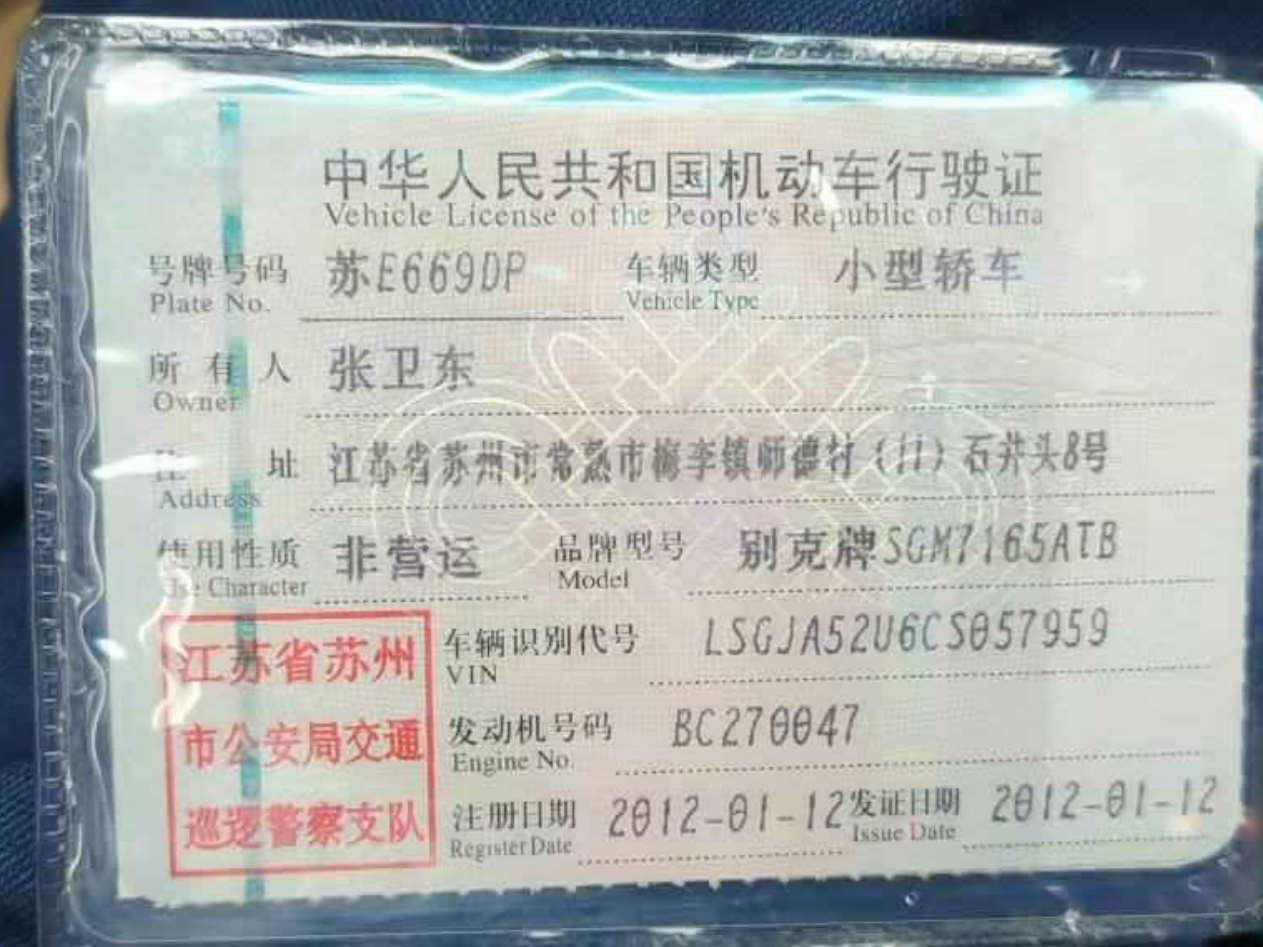 中华人民共和国机动车行驶证
Vehicle License of the People's Republic of China
号牌号码 苏E669DP 车辆类型 小型轿车
Plate No. Vehicle Type
所有人 张卫东
Owner
住址 江苏省苏州市常熟市梅李镇师德村(11)石井头8号
Address
使用性质 非营运 品牌型号 别克牌SGM7165ATB
Use Character Model
江苏省苏州 车辆识别代号 LSGJA52U6CS057959
VIN
市公安局交通 发动机号码 BC270047
Engine No.
巡逻警察支队 注册日期 2012-01-12 发证日期 2012-01-12
Register Date Issue Date